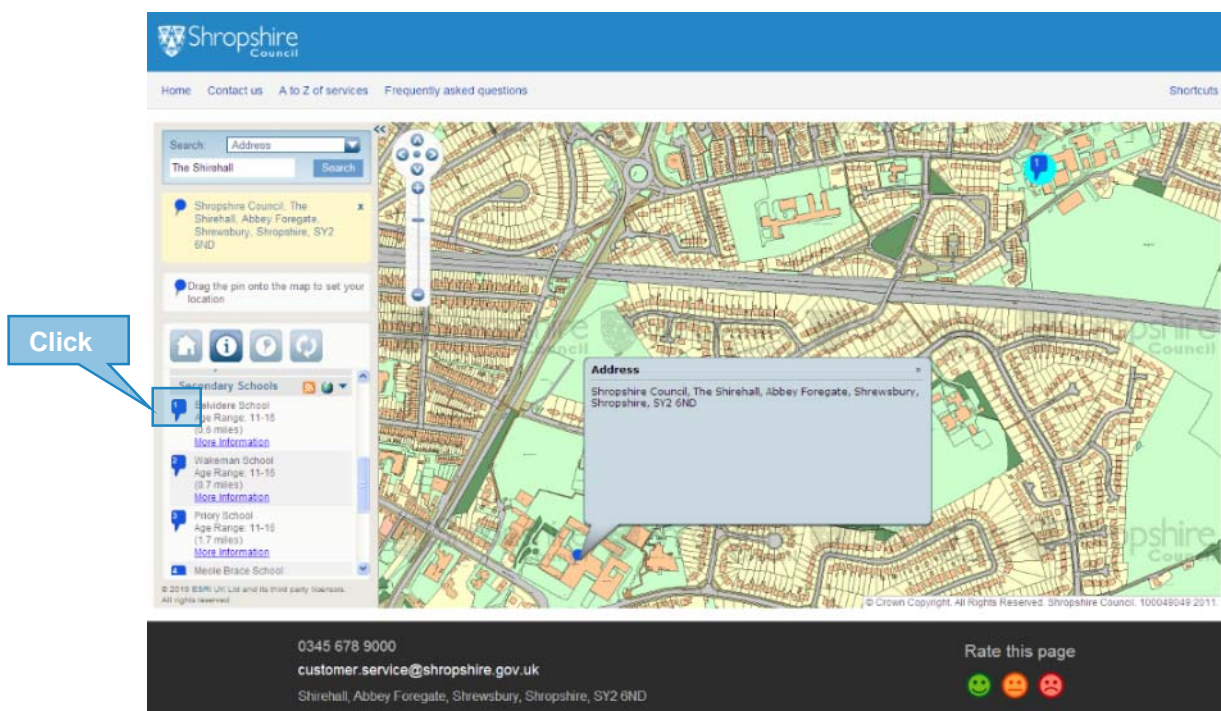 Shropshire
Council
Home Contact us A to Z of services Frequently asked questions Shortcuts
Search: Address
The Shirehall Search
Shropshire Council, The x
Shirehall, Abbey Foregate,
Shrewsbury, Shropshire, SY2
6ND
Drag the pin onto the map to set your
location
Click
Secondary Schools
1 Belvidere School
Age Range: 11-16
(0.6 miles)
More Information
2 Wakeman School
Age Range: 11-16
(0.7 miles)
More Information
3 Priory School
Age Range: 11-16
(1.7 miles)
More Information
4 Meole Brace School
© 2010 ESRI UK Ltd and its third party licensors.
All rights reserved.
1
Address x
Shropshire Council, The Shirehall, Abbey Foregate, Shrewsbury,
Shropshire, SY2 6ND
© Crown Copyright. All Rights Reserved. Shropshire Council. 100049049 2011.
0345 678 9000
customer.service@shropshire.gov.uk
Shirehall, Abbey Foregate, Shrewsbury, Shropshire, SY2 6ND
Rate this page